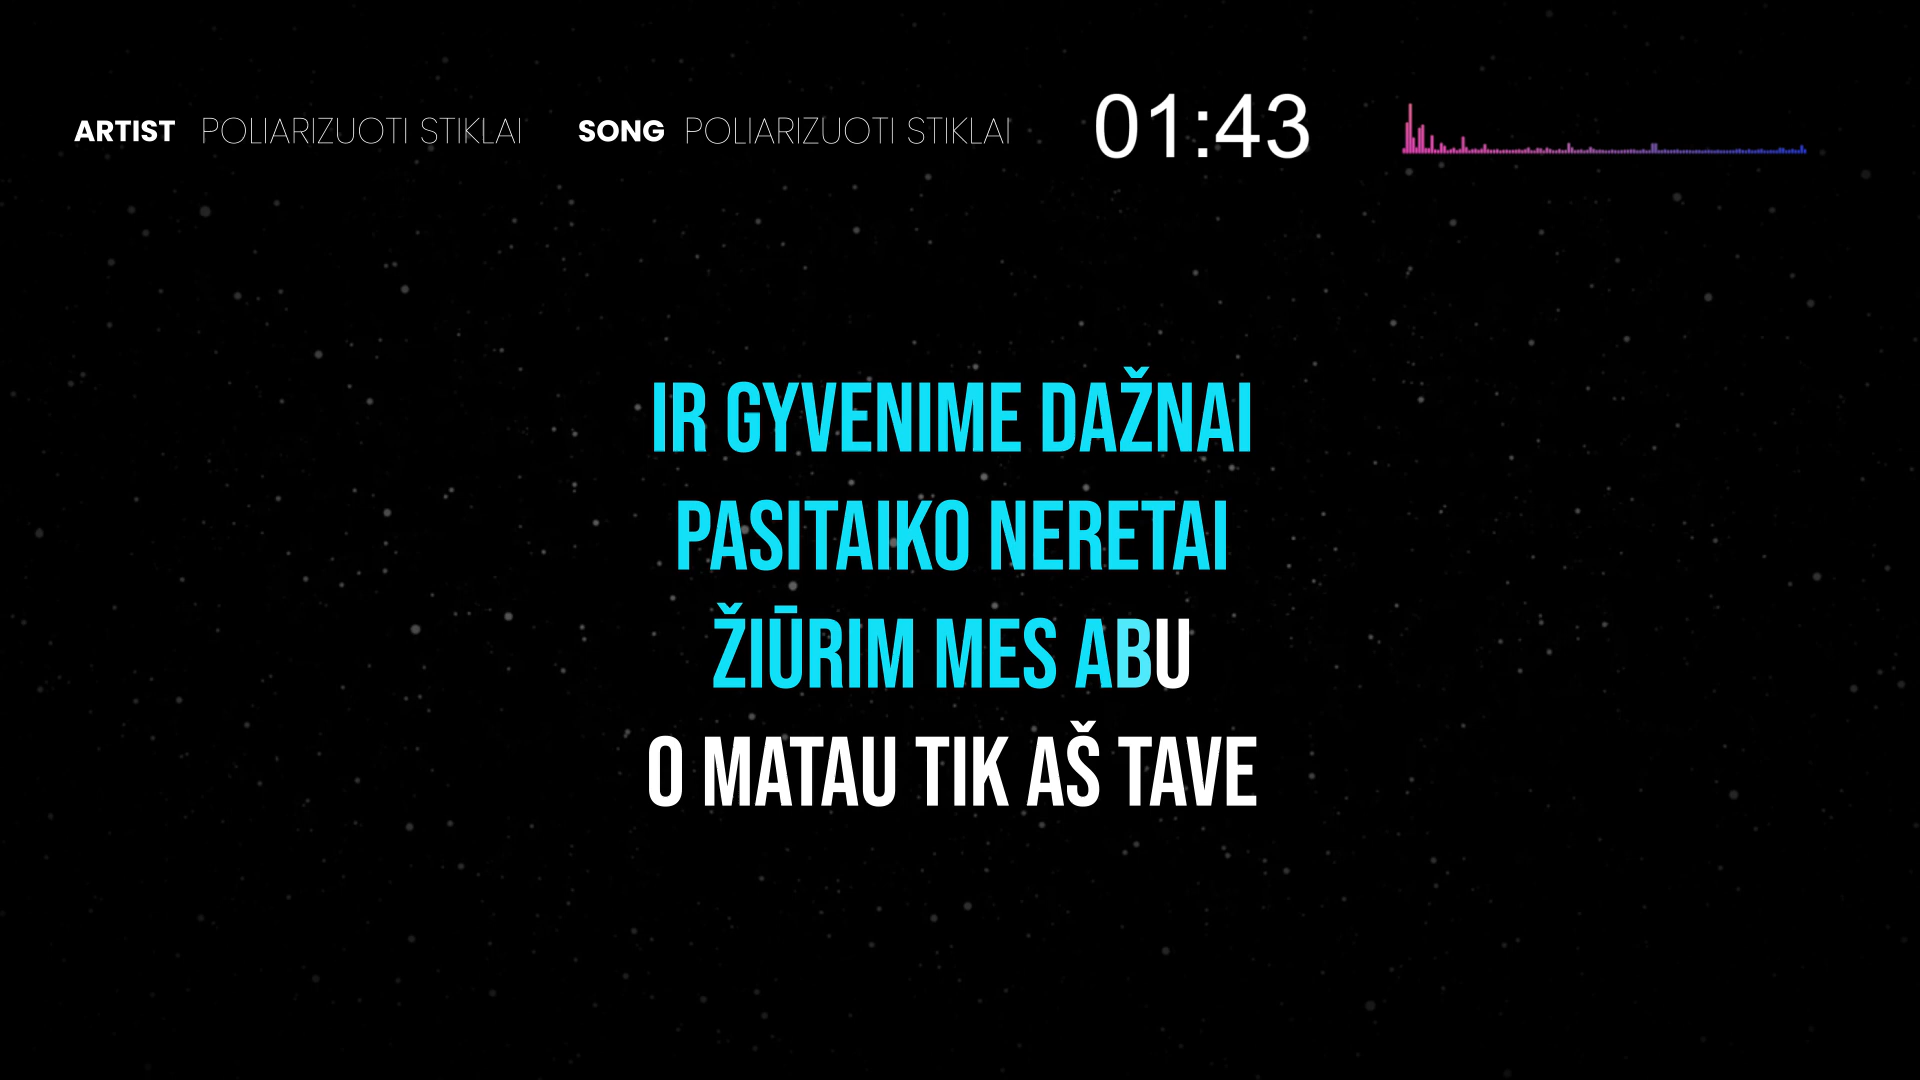 ARTIST POLIARIZUOTI STIKLAI SONG POLIARIZUOTI STIKLAI 01:43
IR GYVENIME DAŽNAI
PASITAIKO NERETAI
ŽIŪRIM MES ABU
O MATAU TIK AŠ TAVE